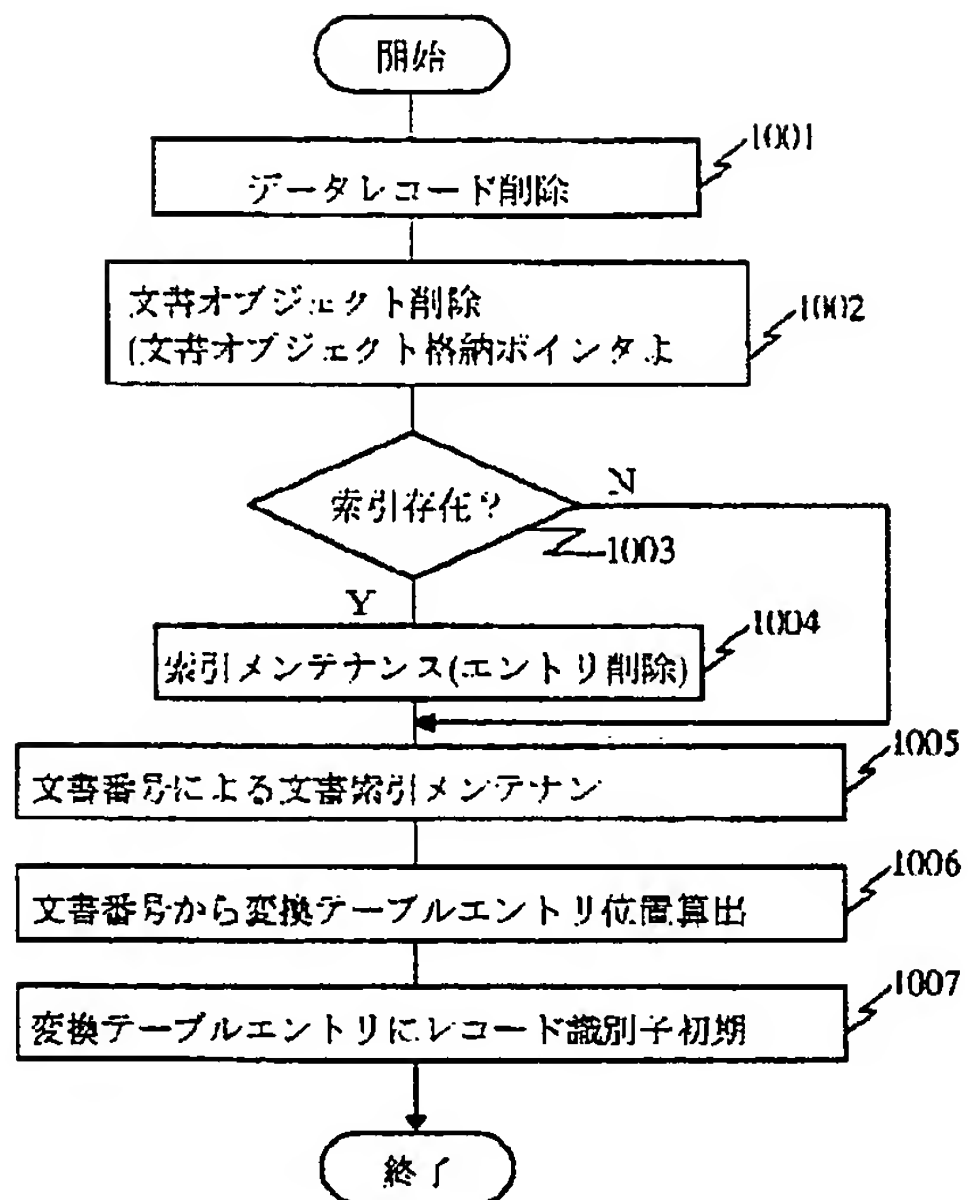 開始
1001
データレコード削除
1002
文書オブジェクト削除
(文書オブジェクト格納ポインタよ
N
索引存在?
1003
Y
1004
索引メンテナンス(エントリ削除)
1005
文書番号による文書索引メンテナン
1006
文書番号から変換テーブルエントリ位置算出
1007
変換テーブルエントリにレコード識別子初期
終了